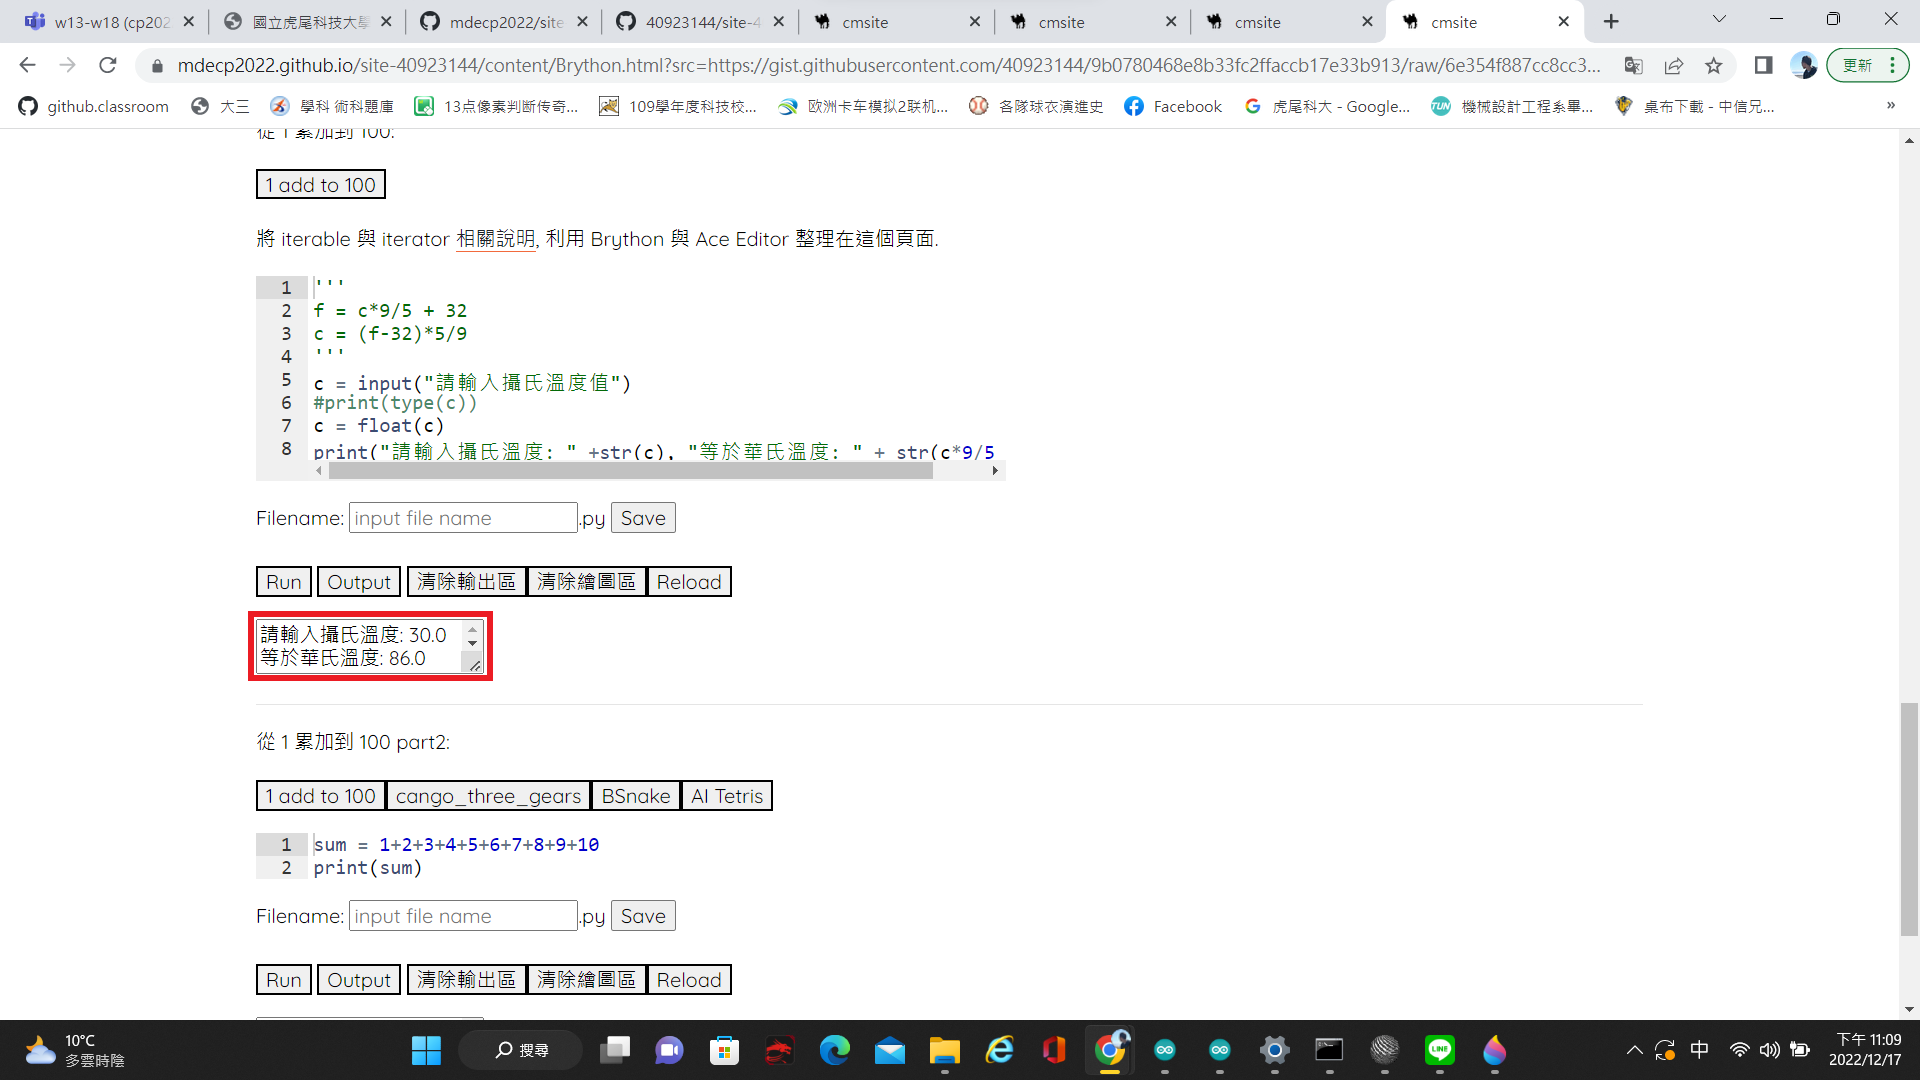 w13-w18 (cp202
國立虎尾科技大學
mdecp2022/site
40923144/site-4
cmsite
cmsite
cmsite
cmsite
mdecp2022.github.io/site-40923144/content/Brython.html?src=https://gist.githubusercontent.com/40923144/9b0780468e8b33fc2ffaccb17e33b913/raw/6e354f887cc8cc3...
更新
github.classroom
大三
學科 術科題庫
13点像素判断传奇...
109學年度科技校...
欧洲卡车模拟2联机...
各隊球衣演進史
Facebook
虎尾科大 - Google...
機械設計工程系畢...
桌布下載 - 中信兄...
»
從 1 累加到 100:
1 add to 100
將 iterable 與 iterator 相關說明, 利用 Brython 與 Ace Editor 整理在這個頁面.
1 '''
2 f = c*9/5 + 32
3 c = (f-32)*5/9
4 '''
5 c = input("請輸入攝氏溫度值")
6 #print(type(c))
7 c = float(c)
8 print("請輸入攝氏溫度: " +str(c), "等於華氏溫度: " + str(c*9/5
Filename: input file name .py Save
Run Output 清除輸出區 清除繪圖區 Reload
請輸入攝氏溫度: 30.0
等於華氏溫度: 86.0
從 1 累加到 100 part2:
1 add to 100 cango_three_gears BSnake AI Tetris
1 sum = 1+2+3+4+5+6+7+8+9+10
2 print(sum)
Filename: input file name .py Save
Run Output 清除輸出區 清除繪圖區 Reload
10°C
多雲時陰
搜尋
中
下午 11:09
2022/12/17